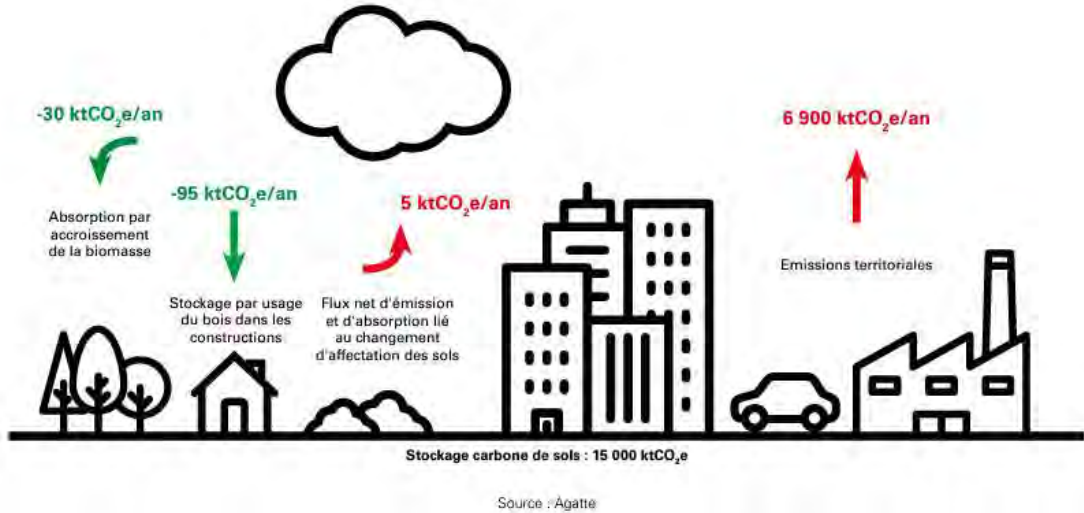 -30 ktCO₂e/an
Absorption par
accroissement
de la biomasse
-95 ktCO₂e/an
Stockage par usage
du bois dans les
constructions
5 ktCO₂e/an
Flux net d'émission
et d'absorption lié
au changement
d'affectation des sols
6 900 ktCO₂e/an
Emissions territoriales
Stockage carbone de sols : 15 000 ktCO₂e
Source : Agatte